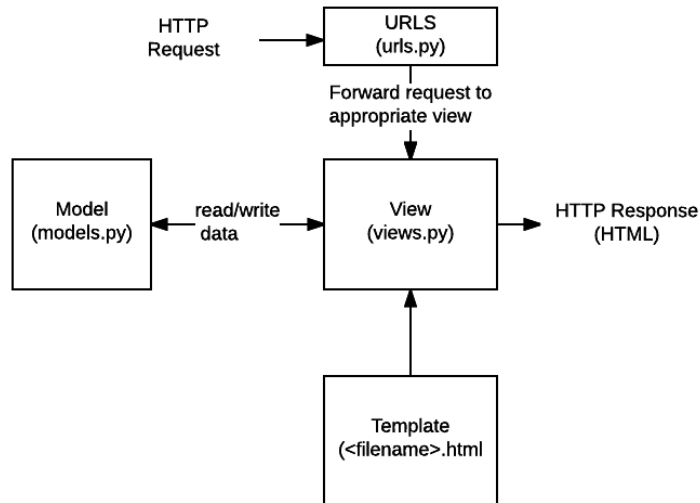 HTTP
Request
URLS
(urls.py)
Forward request to
appropriate view
Model
(models.py)
read/write
data
View
(views.py)
HTTP Response
(HTML)
Template
(<filename>.html